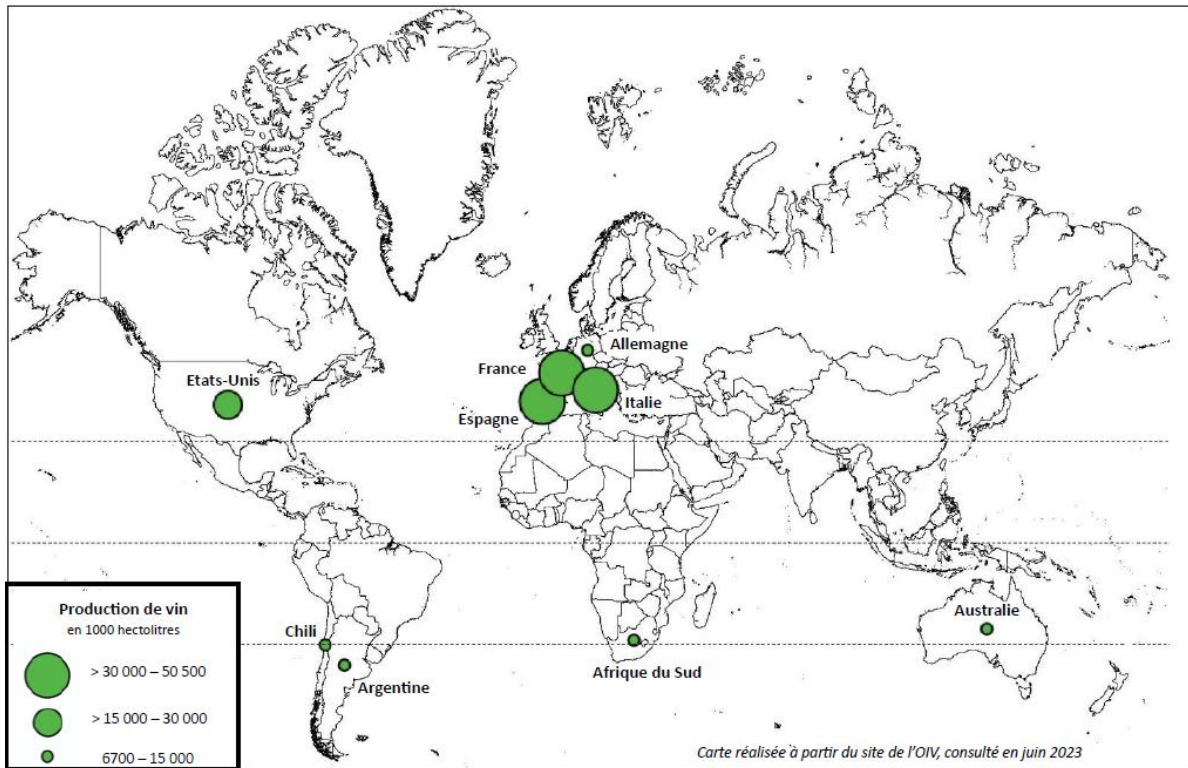 Allemagne
France
Etats-Unis
Italie
Espagne
Australie
Chili
Afrique du Sud
Argentine
Production de vin
en 1000 hectolitres
> 30 000 – 50 500
> 15 000 – 30 000
6700 – 15 000
Carte réalisée à partir du site de l’OIV, consulté en juin 2023